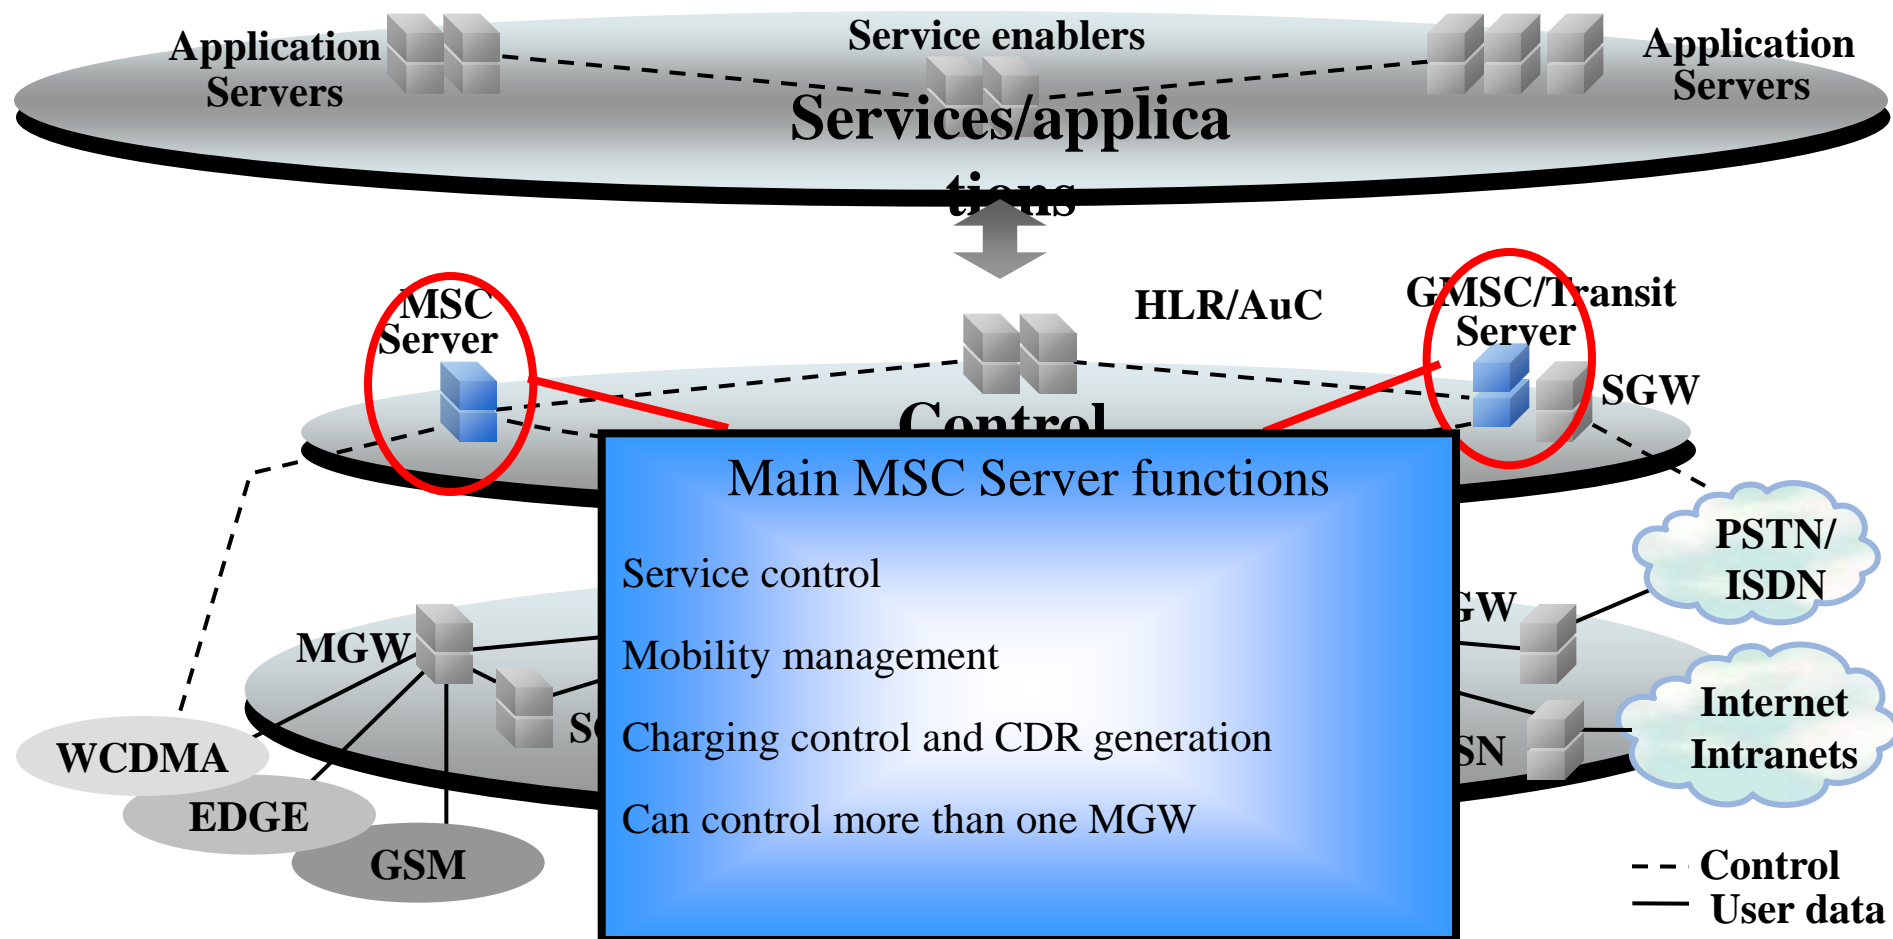 Application
Servers
Service enablers
Application
Servers
Services/applica
tions
MSC
Server
HLR/AuC
GMSC/Transit
Server
SGW
Control
Main MSC Server functions
Service control
Mobility management
Charging control and CDR generation
Can control more than one MGW
PSTN/
ISDN
MGW
GW
Internet
Intranets
SN
WCDMA
EDGE
GSM
Control
User data